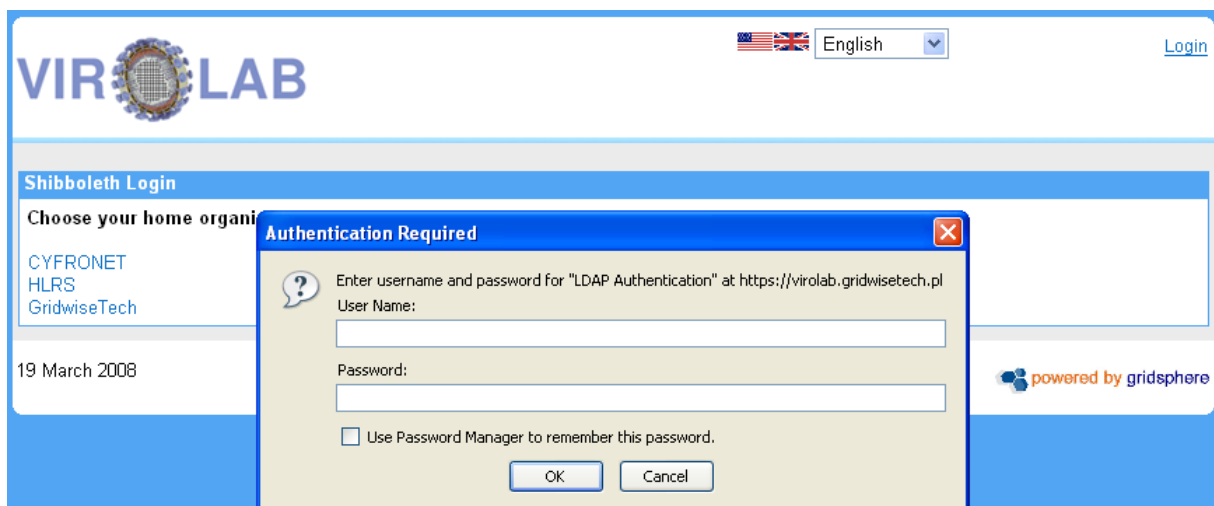 VIROLAB
English
Login
Shibboleth Login
Choose your home organi
Authentication Required
CYFRONET
HLRS
GridwiseTech
Enter username and password for "LDAP Authentication" at https://virolab.gridwisetech.pl
User Name:
Password:
Use Password Manager to remember this password.
OK
Cancel
19 March 2008
powered by gridsphere